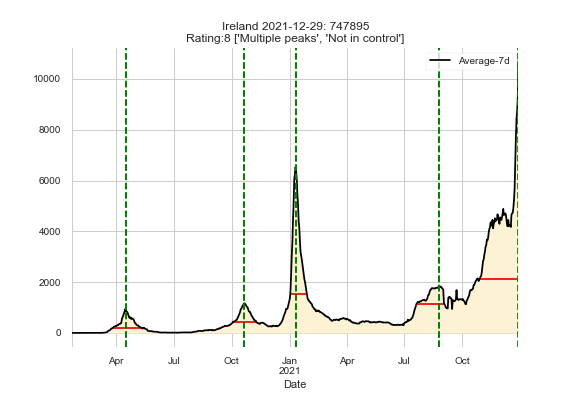 Ireland 2021-12-29: 747895
Rating:8 ['Multiple peaks', 'Not in control']
Average-7d
10000
8000
6000
4000
2000
0
Apr Jul Oct Jan Apr Jul Oct
2021
Date